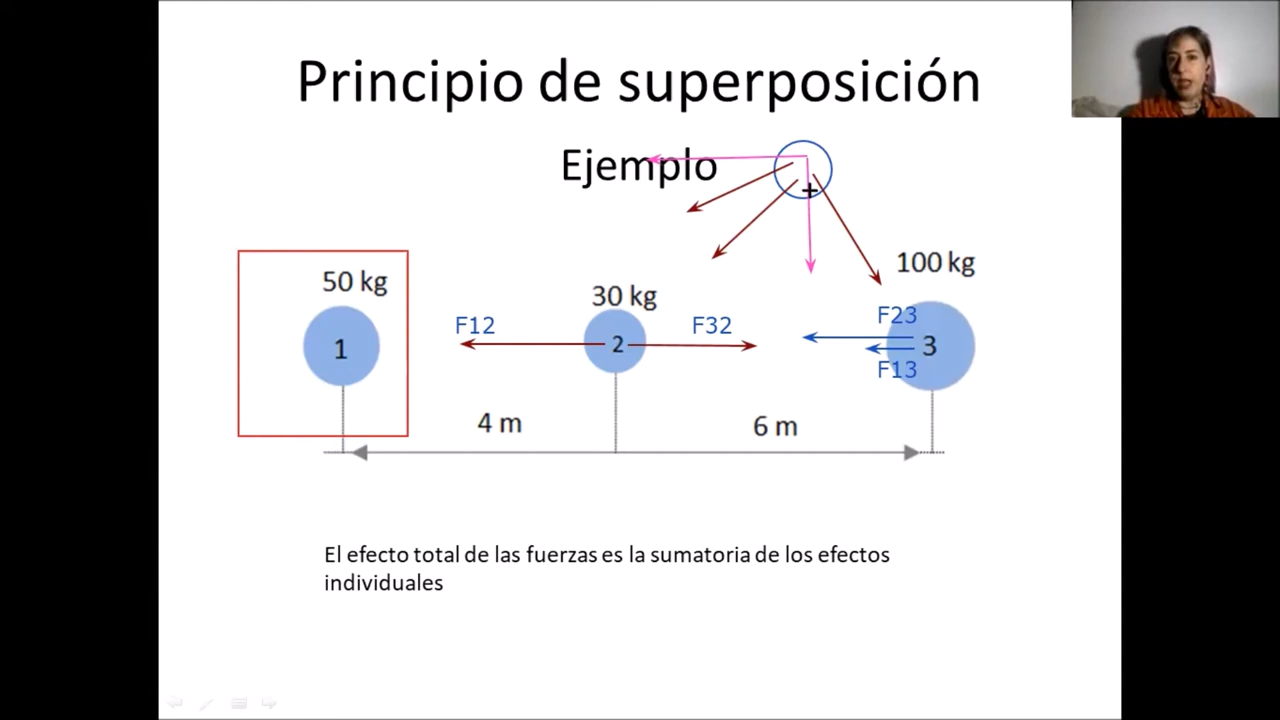 Principio de superposición
Ejemplo
+
50 kg
30 kg
100 kg
F12
F32
F23
1
2
3
F13
4 m
6 m
El efecto total de las fuerzas es la sumatoria de los efectos
individuales